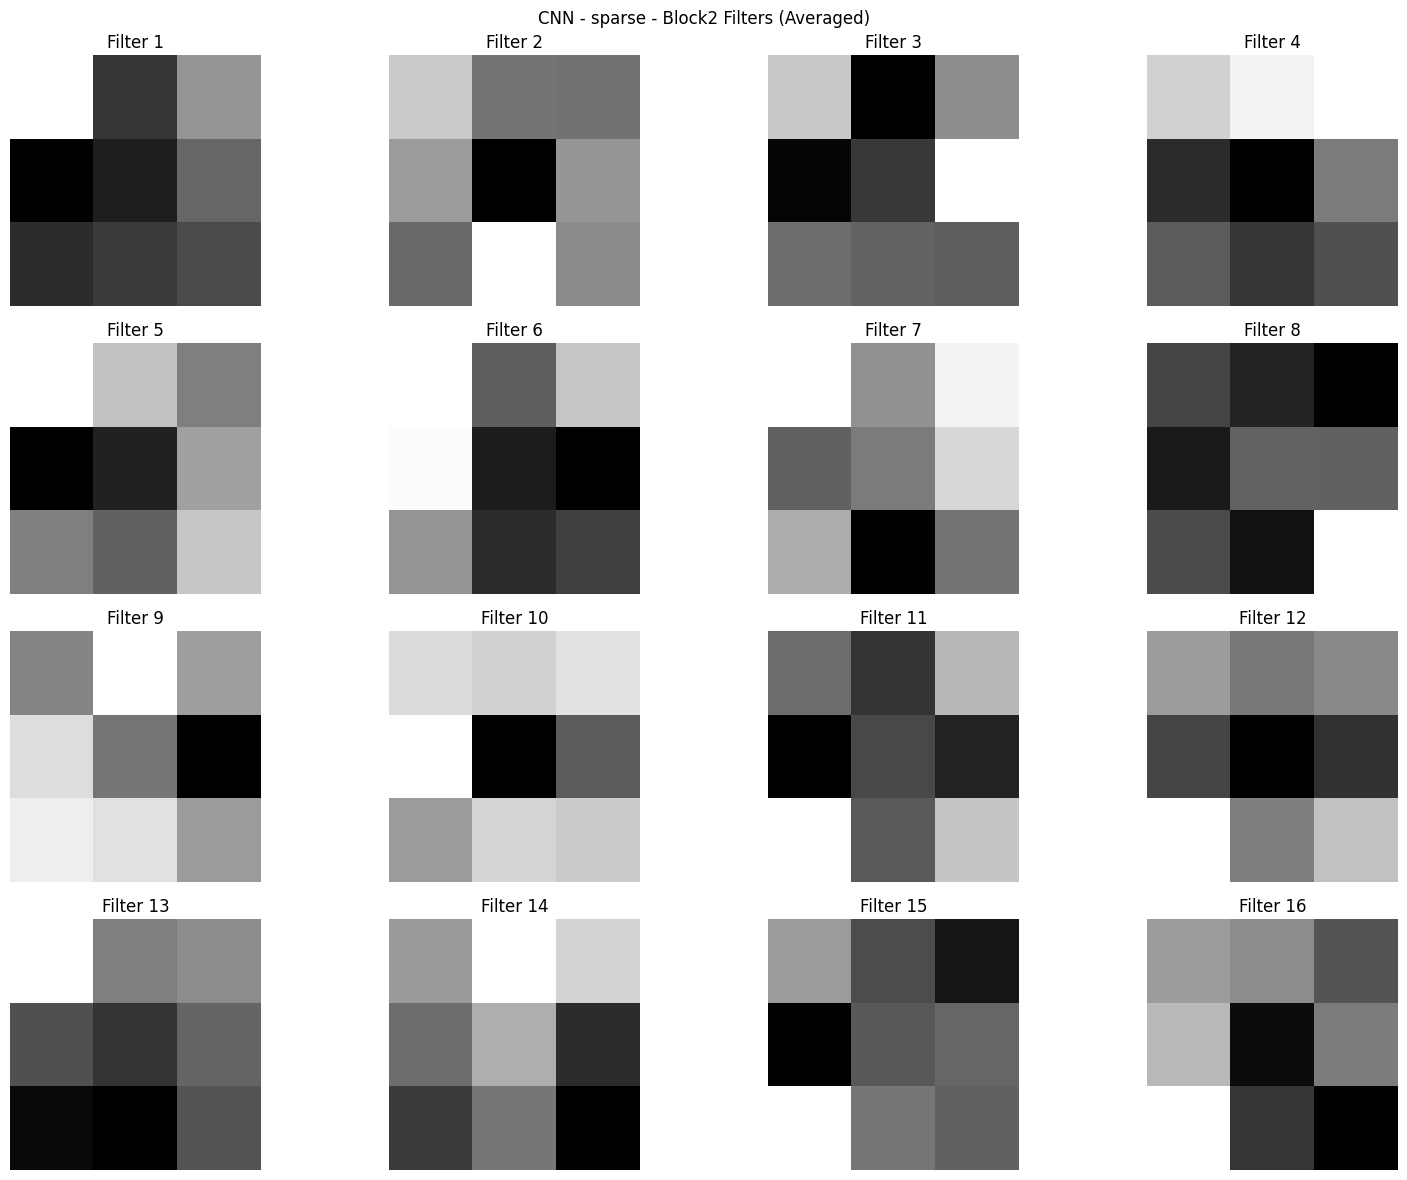 CNN - sparse - Block2 Filters (Averaged)
Filter 1
Filter 2
Filter 3
Filter 4
Filter 5
Filter 6
Filter 7
Filter 8
Filter 9
Filter 10
Filter 11
Filter 12
Filter 13
Filter 14
Filter 15
Filter 16